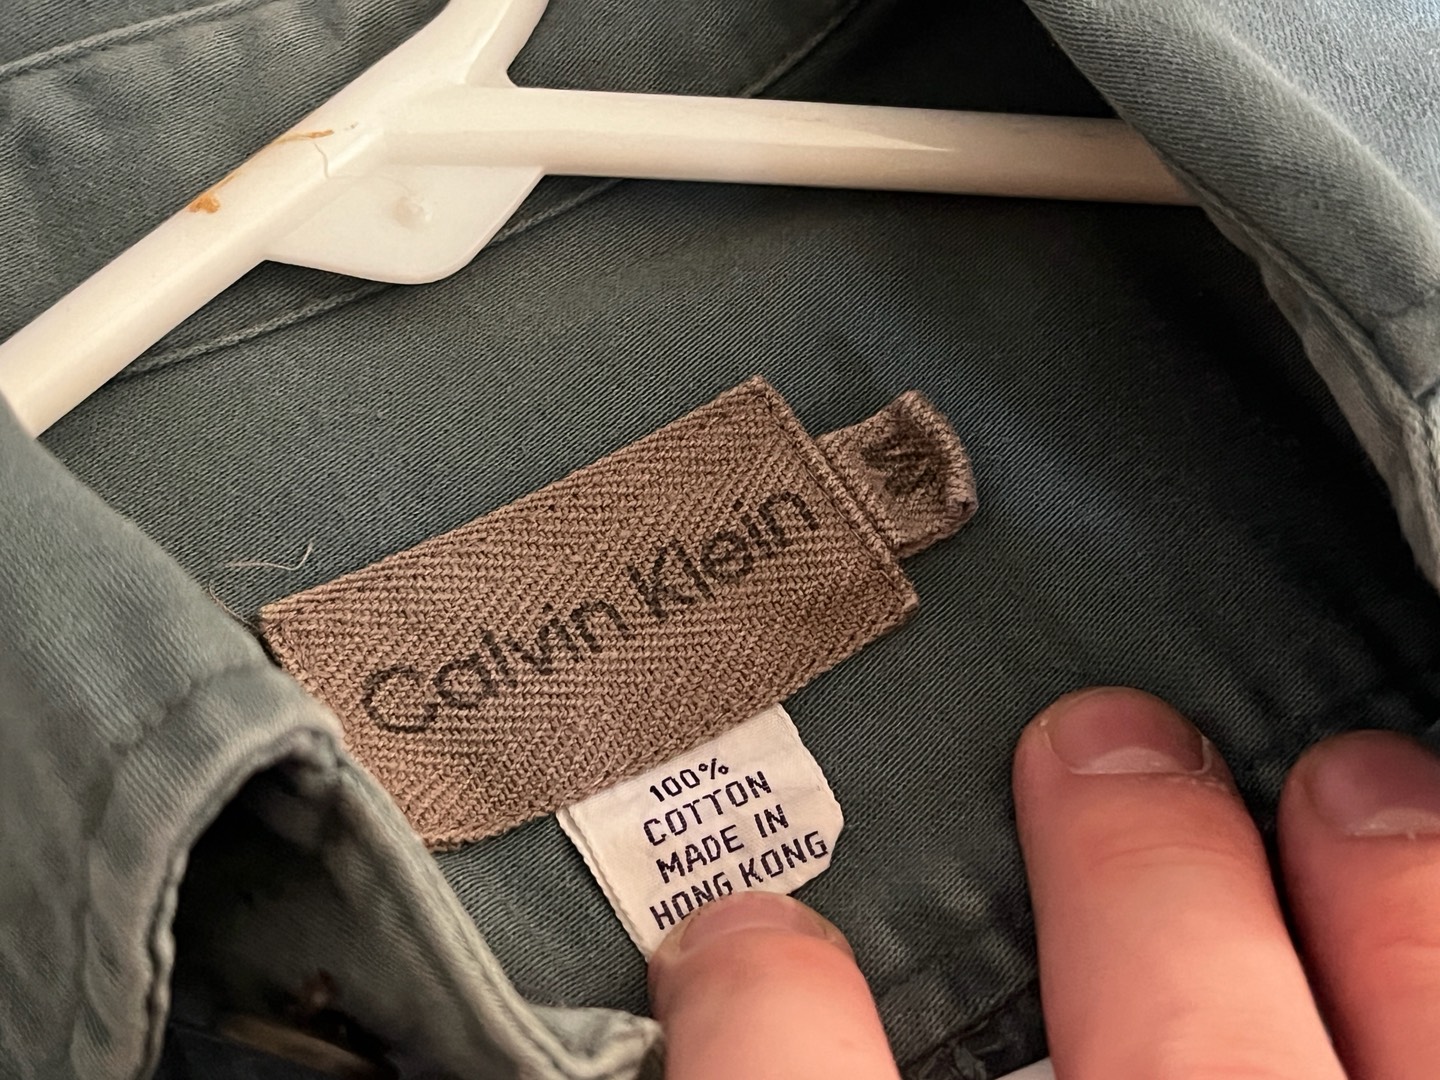 Calvin Klein
M
100%
COTTON
MADE IN
HONG KONG